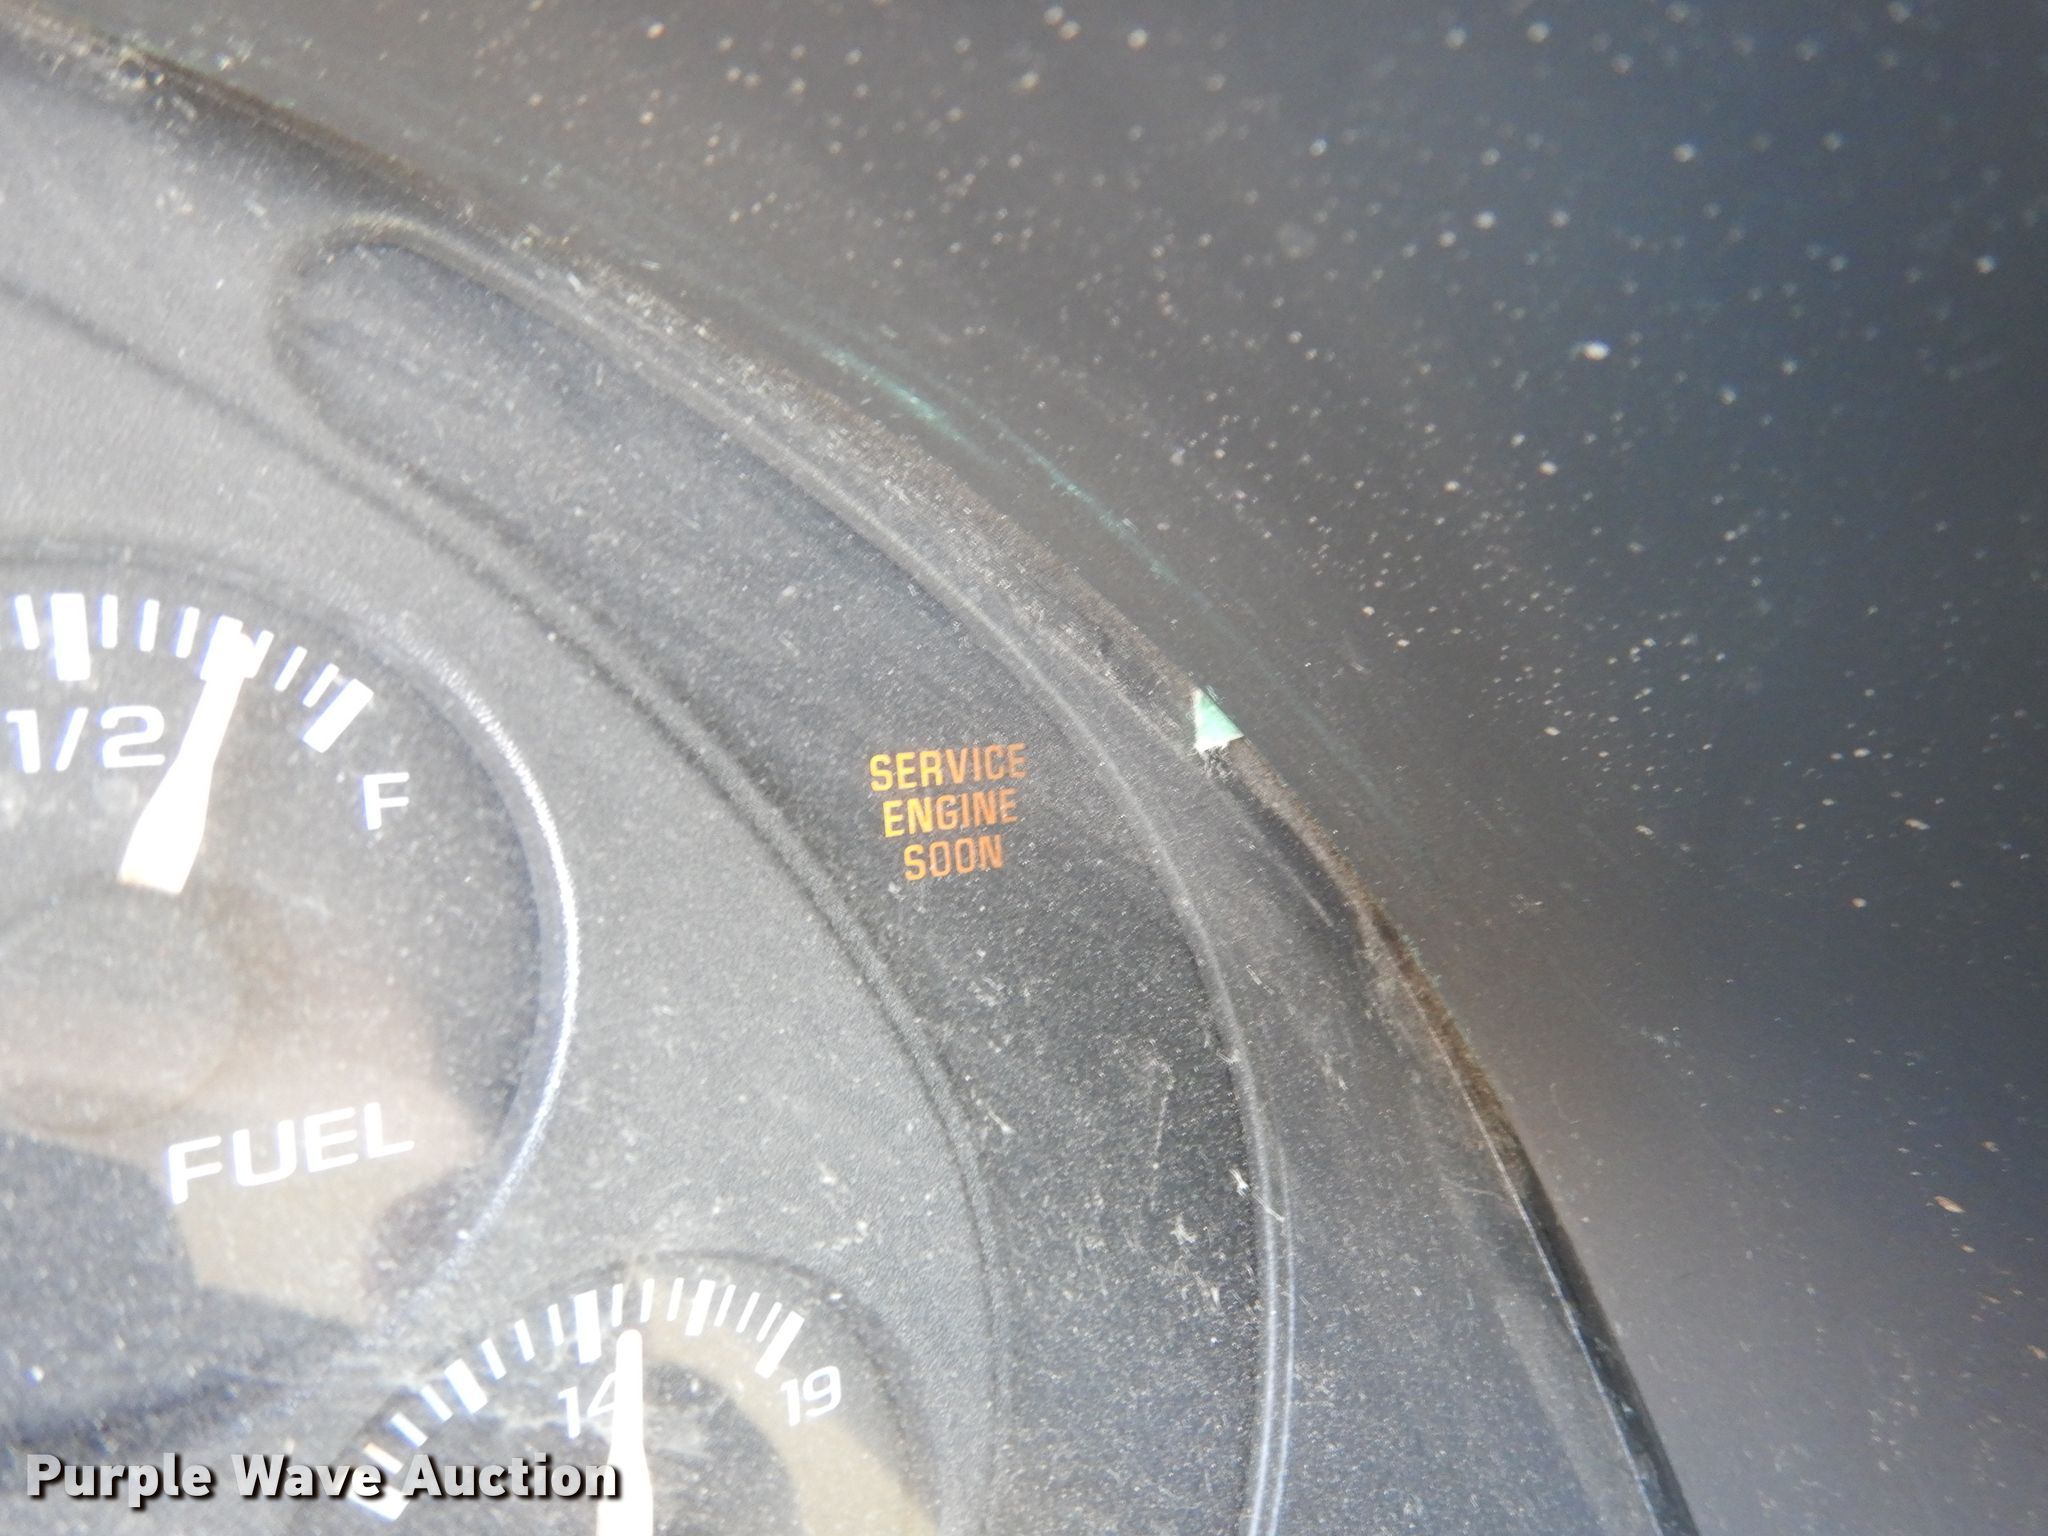 1/2
F
SERVICE
ENGINE
SOON
FUEL
14
19
Purple Wave Auction